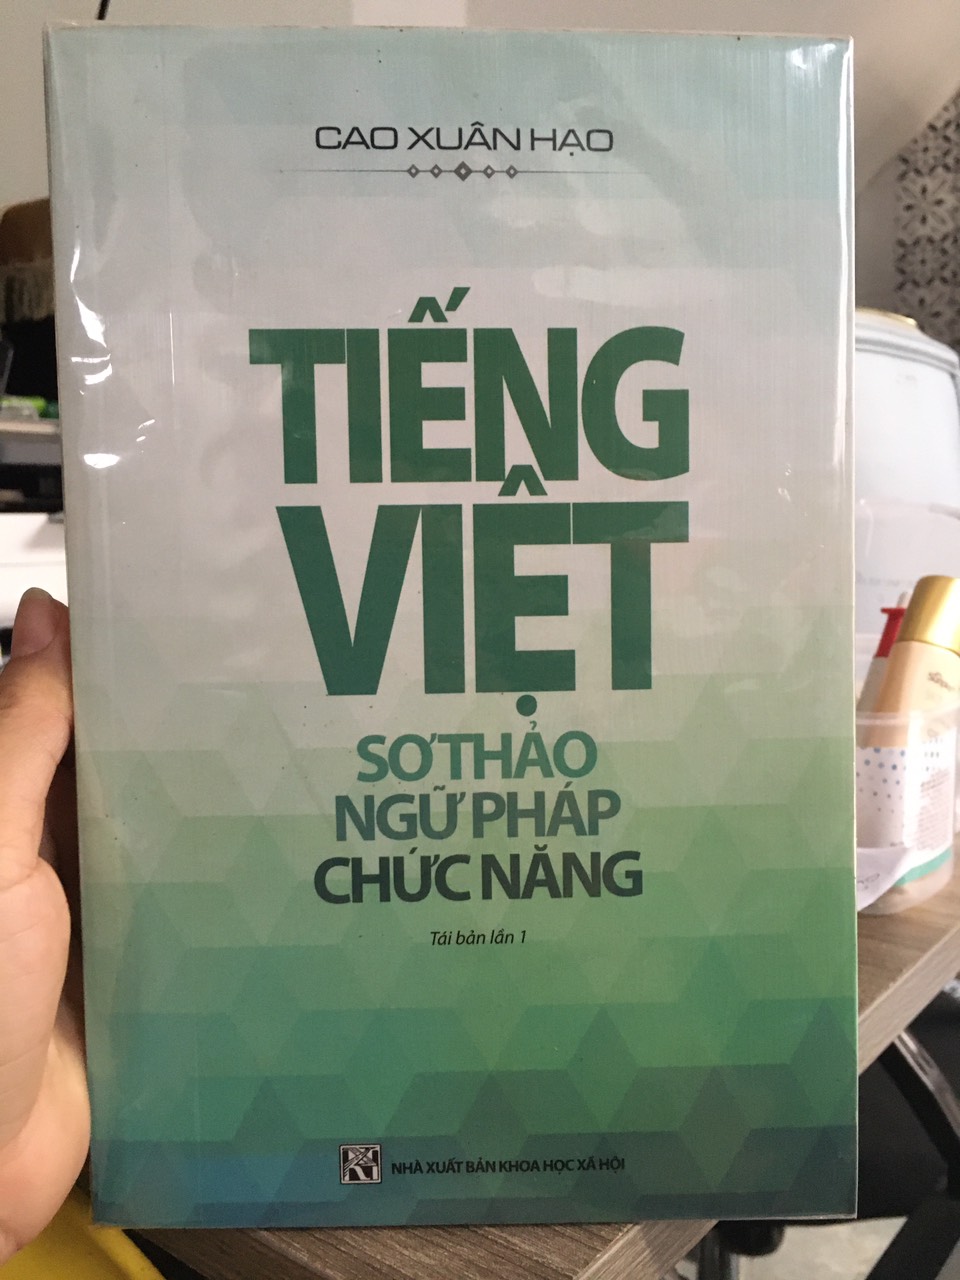 CAO XUÂN HẠO
TIẾNG
VIỆT
SƠ THẢO
NGỮ PHÁP
CHỨC NĂNG
Tái bản lần 1
NHÀ XUẤT BẢN KHOA HỌC XÃ HỘI